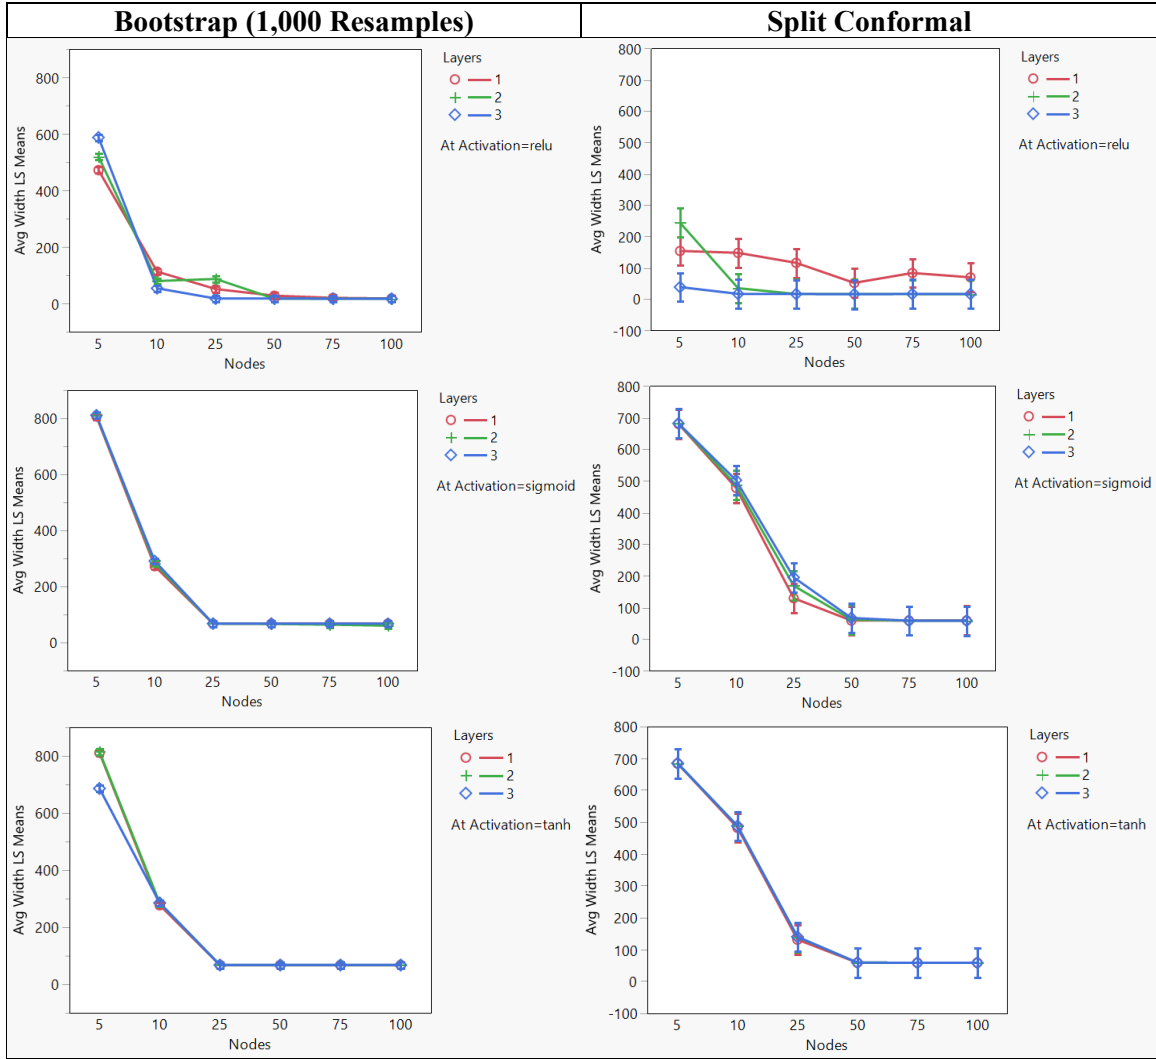 Bootstrap (1,000 Resamples)
Split Conformal
Avg Width LS Means
800
600
400
200
0
5 10 25 50 75 100
Nodes
Layers
1
2
3
At Activation=relu
Avg Width LS Means
800
700
600
500
400
300
200
100
0
-100
5 10 25 50 75 100
Nodes
Layers
1
2
3
At Activation=relu
Avg Width LS Means
800
600
400
200
0
5 10 25 50 75 100
Nodes
Layers
1
2
3
At Activation=sigmoid
Avg Width LS Means
800
700
600
500
400
300
200
100
0
-100
5 10 25 50 75 100
Nodes
Layers
1
2
3
At Activation=sigmoid
Avg Width LS Means
800
600
400
200
0
5 10 25 50 75 100
Nodes
Layers
1
2
3
At Activation=tanh
Avg Width LS Means
800
700
600
500
400
300
200
100
0
-100
5 10 25 50 75 100
Nodes
Layers
1
2
3
At Activation=tanh